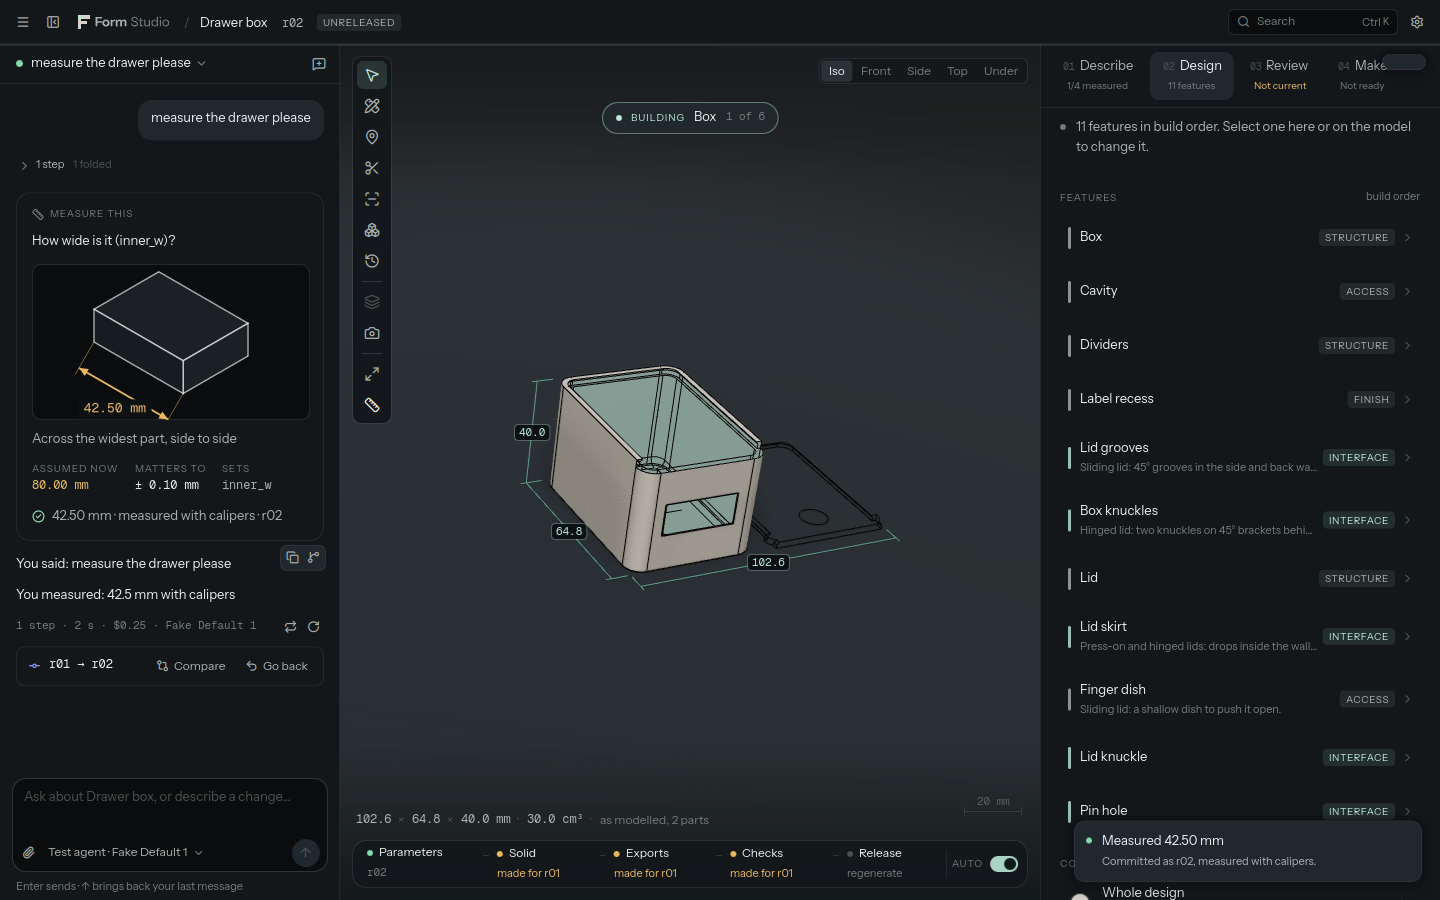 Form Studio / Drawer box r02 UNRELEASED
Search Ctrl K
measure the drawer please
measure the drawer please
1 step 1 folded
MEASURE THIS
How wide is it (inner_w)?
42.50 mm
Across the widest part, side to side
ASSUMED NOW MATTERS TO SETS
80.00 mm ± 0.10 mm inner_w
42.50 mm · measured with calipers · r02
You said: measure the drawer please
You measured: 42.5 mm with calipers
1 step · 2 s · $0.25 · Fake Default 1
r01 → r02 Compare Go back
Ask about Drawer box, or describe a change...
Test agent · Fake Default 1
Enter sends · ↑ brings back your last message
Iso Front Side Top Under
BUILDING Box 1 of 6
40.0
64.8
102.6
20 mm
102.6 × 64.8 × 40.0 mm · 30.0 cm³ · as modelled, 2 parts
Parameters Solid Exports Checks Release
r02 made for r01 made for r01 made for r01 regenerate
AUTO
01 Describe 02 Design 03 Review 04 Make
1/4 measured 11 features Not current Not ready
11 features in build order. Select one here or on the model
to change it.
FEATURES build order
Box STRUCTURE
Cavity ACCESS
Dividers STRUCTURE
Label recess FINISH
Lid grooves INTERFACE
Sliding lid: 45° grooves in the side and back wa...
Box knuckles INTERFACE
Hinged lid: two knuckles on 45° brackets behi...
Lid STRUCTURE
Lid skirt INTERFACE
Press-on and hinged lids: drops inside the wall...
Finger dish ACCESS
Sliding lid: a shallow dish to push it open.
Lid knuckle INTERFACE
Pin hole INTERFACE
Measured 42.50 mm
Committed as r02, measured with calipers.
Whole design